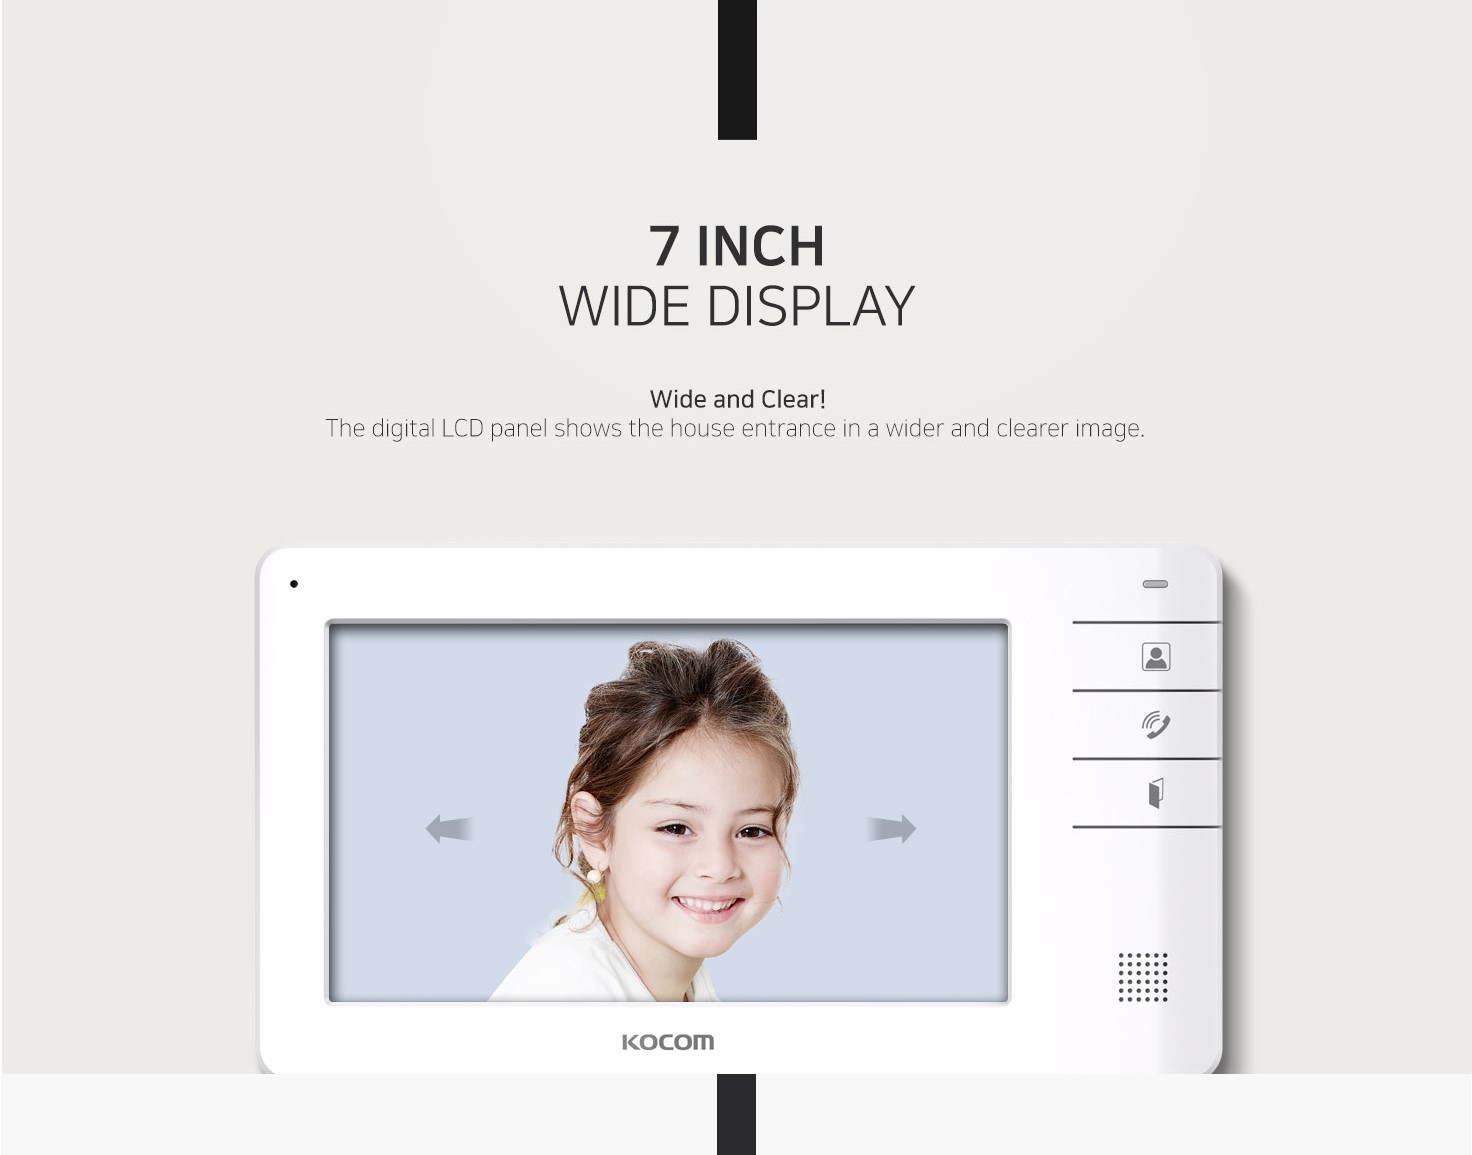 7 INCH
WIDE DISPLAY
Wide and Clear!
The digital LCD panel shows the house entrance in a wider and clearer image.
KOCOM